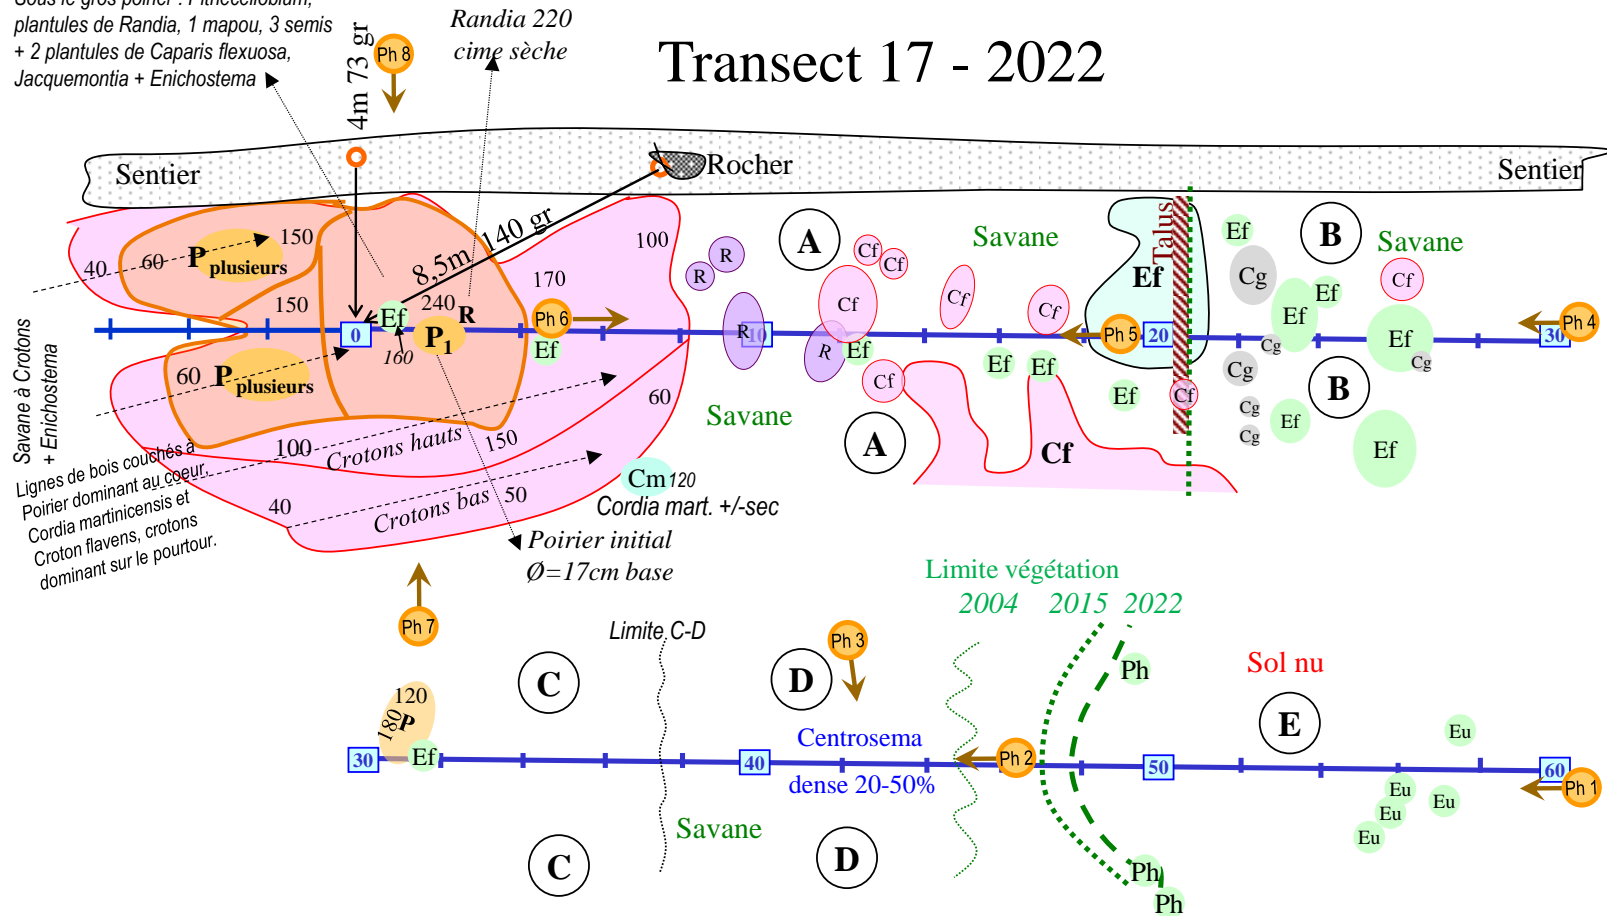 Sous le gros poirier : Pithecellobium,
plantules de Randia, 1 mapou, 3 semis
+ 2 plantules de Caparis flexuosa,
Jacquemontia + Enichostema
4m 73 gr
Ph 8
Randia 220
cime sèche
Transect 17 - 2022
Sentier
Rocher
Sentier
8,5m 140 gr
40
60
P plusieurs
150
150
100
170
240
R
Ef
P1
160
0
Ph 6
Ef
60
P plusieurs
60
100
Crotons hauts
150
40
Crotons bas
50
Savane à Crotons
+ Enichostema
Lignes de bois couchés à
Poirier dominant au coeur,
Cordia martinicensis et
Croton flavens, crotons
dominant sur le pourtour.
Cm 120
Cordia mart. +/-sec
Poirier initial
Ø=17cm base
Savane
R
R
R
10
R
A
Cf
Cf
Cf
Ef
Cf
A
Cf
Savane
Cf
Ef
Ef
Cf
Ef
Talus
Ph 5
20
Ef
Cf
Ef
Cg
B
Savane
Cf
Ef
Ef
Cg
Cg
Ef
Cg
Cg
Cg
Ef
B
Ef
Ph 4
30
Ph 7
Limite C-D
Ph 3
Limite végétation
2004 2015 2022
C
D
Ph
Sol nu
E
120
180
P
Ef
30
40
Centrosema
dense 20-50%
Ph 2
50
60
Ph 1
Eu
Eu
Eu
Eu
Eu
Savane
C
D
Ph
Ph